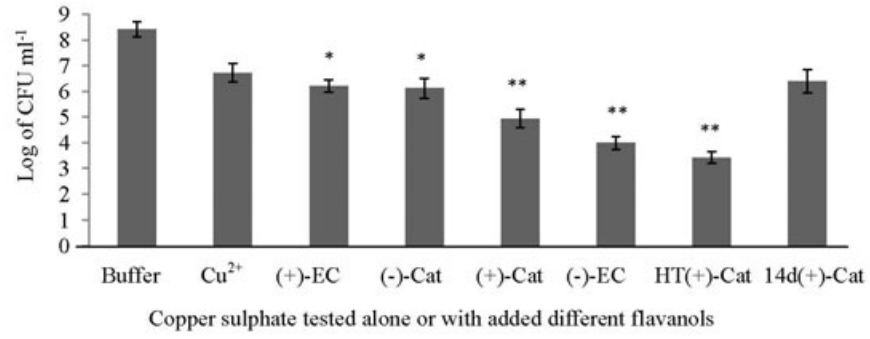 Log of CFU ml⁻¹
9
8
7
6
5
4
3
2
1
0
* * ** ** **
Buffer Cu²⁺ (+)-EC (-)-Cat (+)-Cat (-)-EC HT(+)-Cat 14d(+)-Cat
Copper sulphate tested alone or with added different flavanols